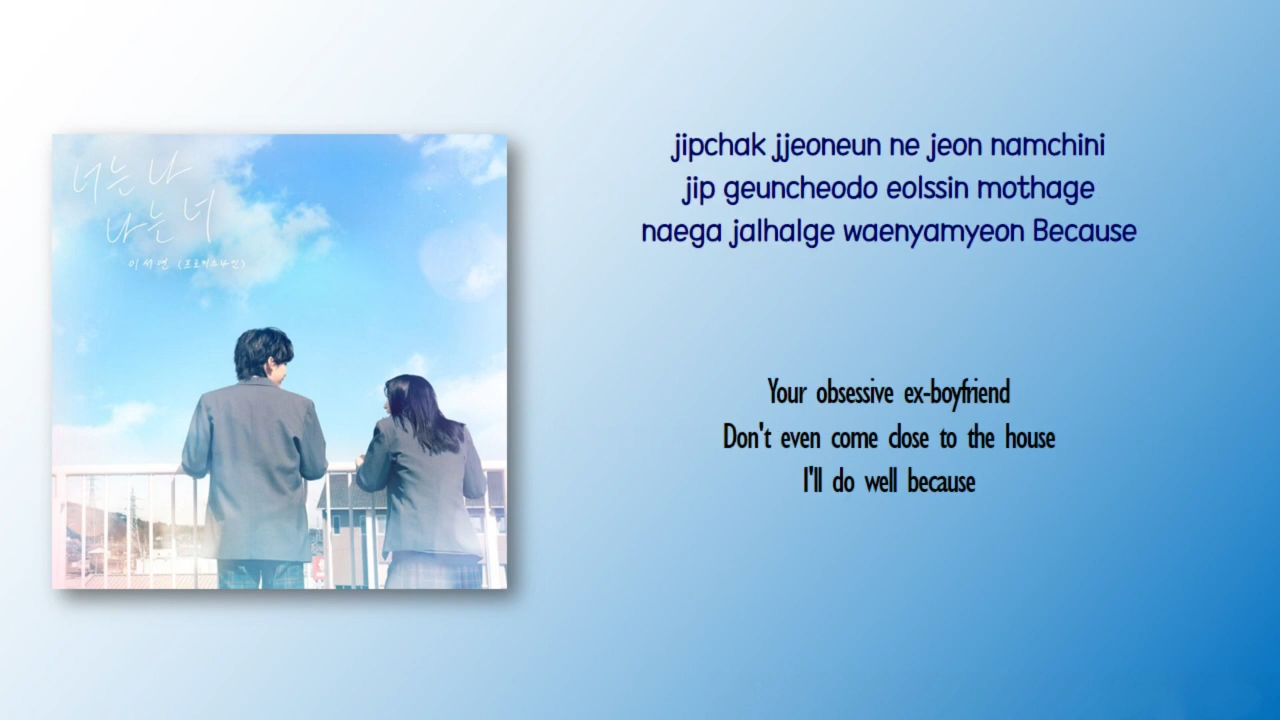 너는 나
나는 너
이서연 (프로미스나인)
jipchak jjeoneun ne jeon namchini
jip geuncheodo eolssin mothage
naega jalhalge waenyamyeon Because
Your obsessive ex-boyfriend
Don't even come close to the house
I'll do well because